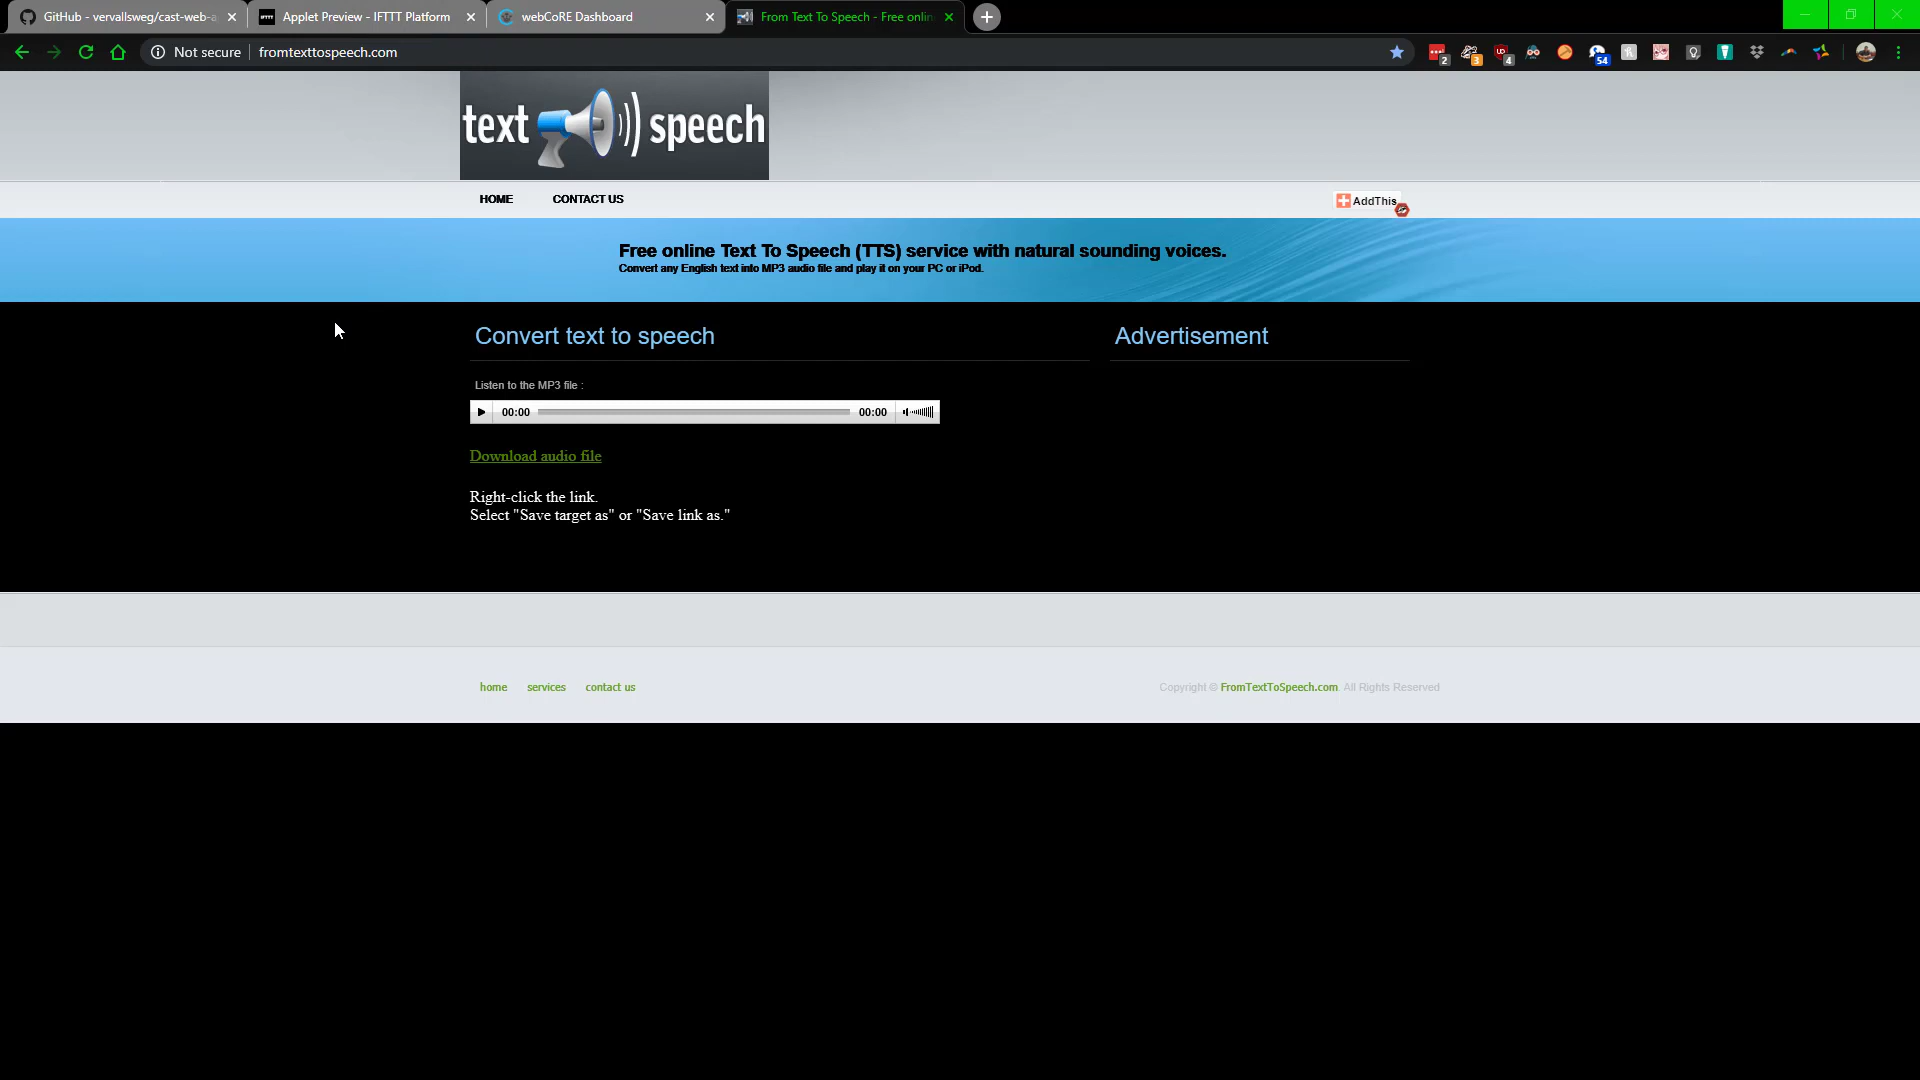 GitHub - vervallsweg/cast-web-a
Applet Preview - IFTTT Platform
webCoRE Dashboard
From Text To Speech - Free onlin
Not secure
fromtexttospeech.com
2
3
4
54
text speech
HOME
CONTACT US
AddThis
Free online Text To Speech (TTS) service with natural sounding voices.
Convert any English text into MP3 audio file and play it on your PC or iPod.
Convert text to speech
Advertisement
Listen to the MP3 file :
00:00
00:00
Download audio file
Right-click the link.
Select "Save target as" or "Save link as."
home
services
contact us
Copyright © FromTextToSpeech.com. All Rights Reserved